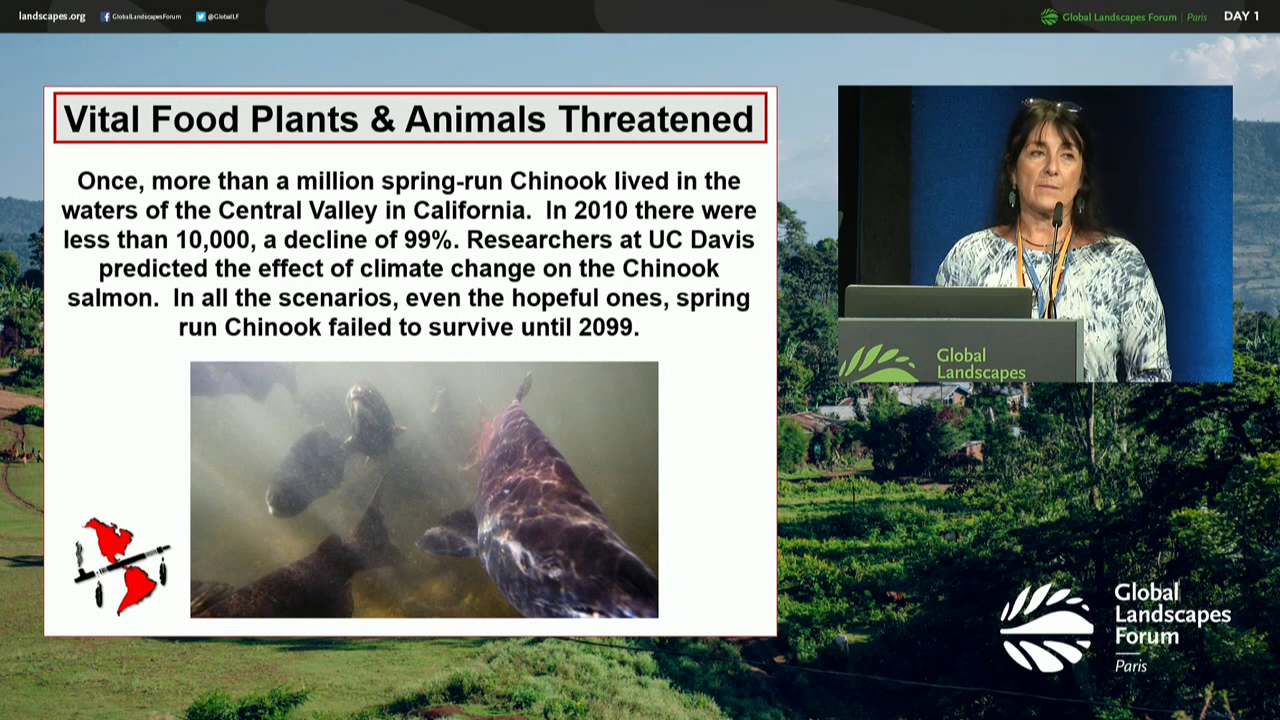 landscapes.org GlobalLandscapesForum @GlobalLF Global Landscapes Forum | Paris DAY 1
Vital Food Plants & Animals Threatened
Once, more than a million spring-run Chinook lived in the
waters of the Central Valley in California. In 2010 there were
less than 10,000, a decline of 99%. Researchers at UC Davis
predicted the effect of climate change on the Chinook
salmon. In all the scenarios, even the hopeful ones, spring
run Chinook failed to survive until 2099.
Global
Landscapes
Global
Landscapes
Forum
Paris